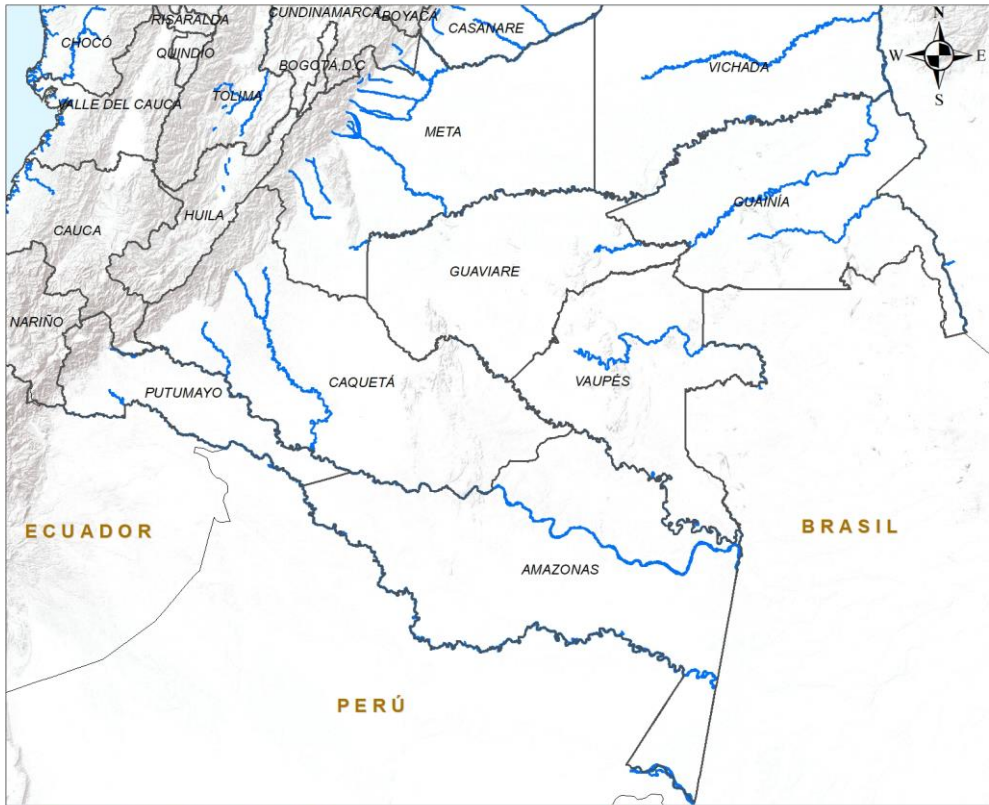 CUNDINAMARCA
BOYACÁ
RISARALDA
CASANARE
N
CHOCÓ
QUINDIO
BOGOTA,D.C
VICHADA
W
E
S
VALLE DEL CAUCA
TOLIMA
META
GUAINÍA
HUILA
CAUCA
GUAVIARE
NARIÑO
PUTUMAYO
CAQUETÁ
VAUPÉS
ECUADOR
BRASIL
AMAZONAS
PERÚ